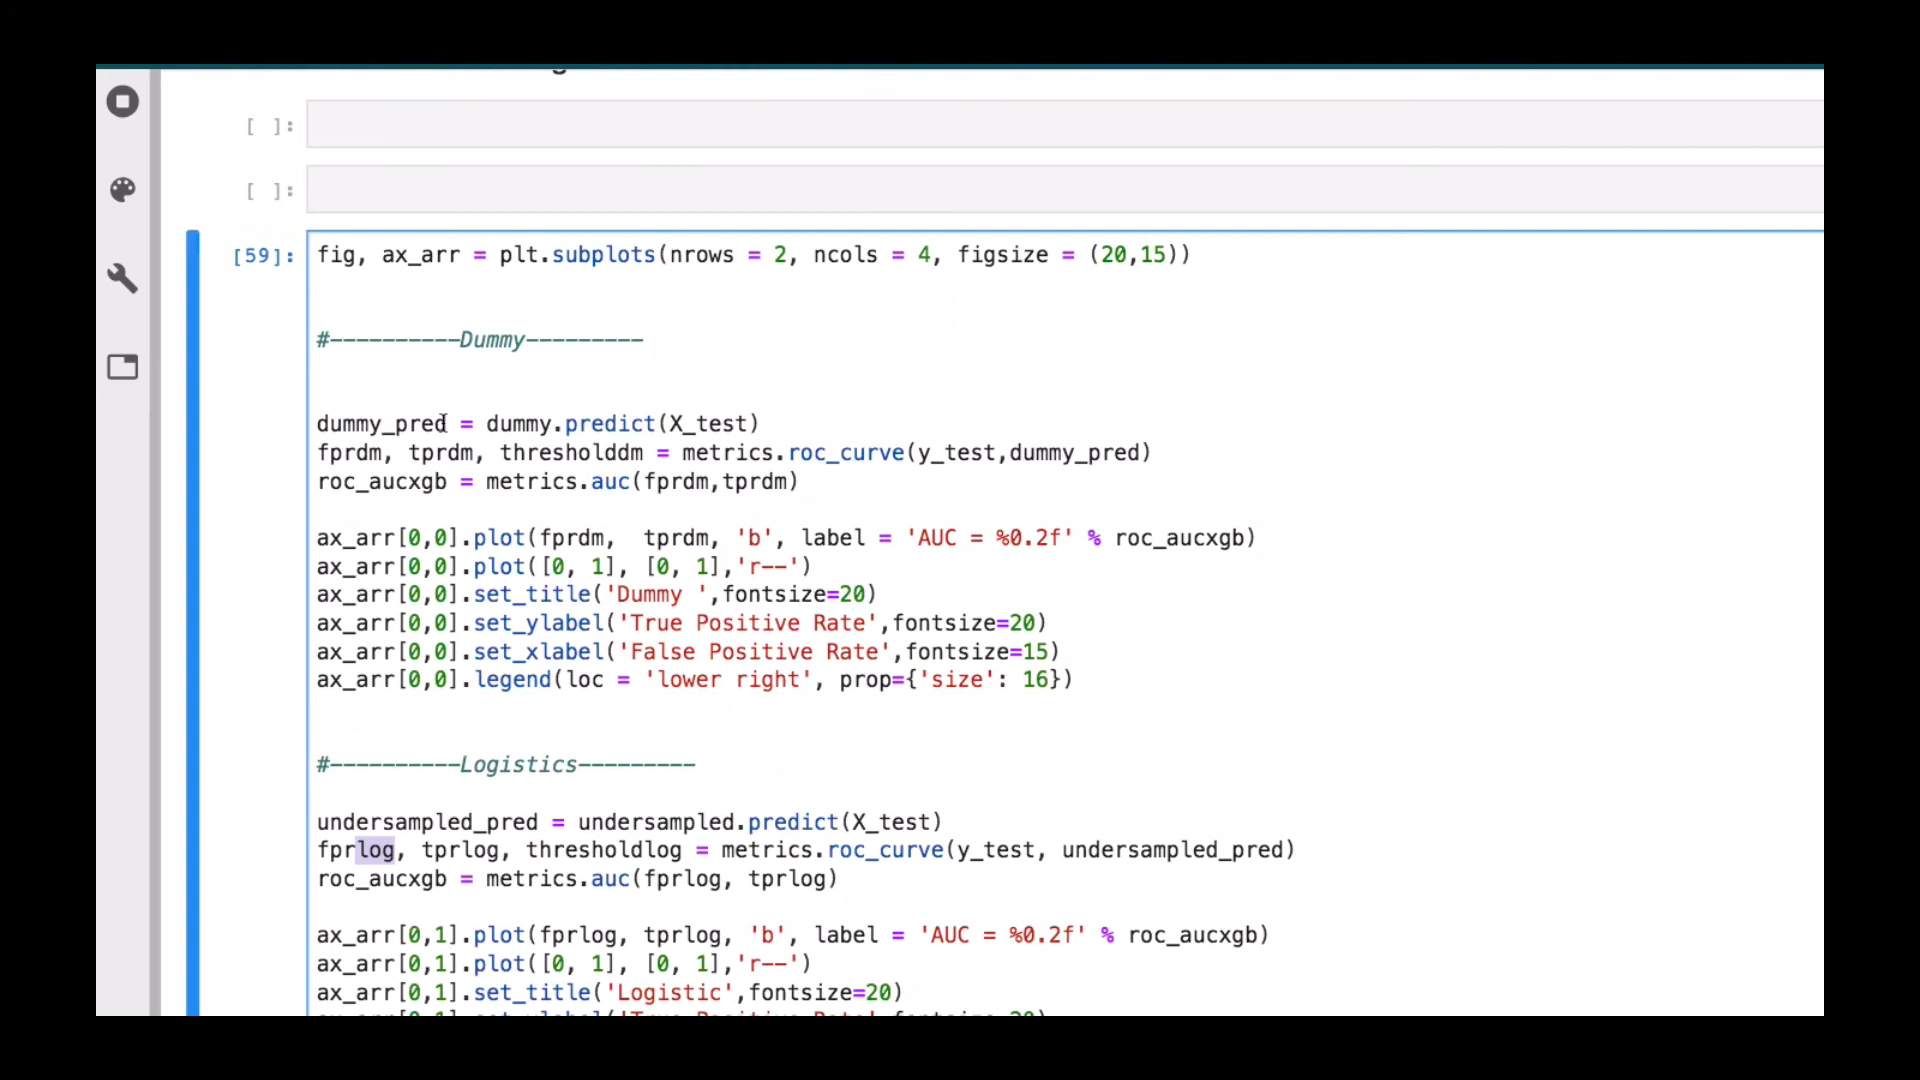 [ ]:
[ ]:
[59]: fig, ax_arr = plt.subplots(nrows = 2, ncols = 4, figsize = (20,15))
#----------Dummy---------
dummy_pred = dummy.predict(X_test)
fprdm, tprdm, thresholddm = metrics.roc_curve(y_test,dummy_pred)
roc_aucxgb = metrics.auc(fprdm,tprdm)
ax_arr[0,0].plot(fprdm,  tprdm, 'b', label = 'AUC = %0.2f' % roc_aucxgb)
ax_arr[0,0].plot([0, 1], [0, 1],'r--')
ax_arr[0,0].set_title('Dummy ',fontsize=20)
ax_arr[0,0].set_ylabel('True Positive Rate',fontsize=20)
ax_arr[0,0].set_xlabel('False Positive Rate',fontsize=15)
ax_arr[0,0].legend(loc = 'lower right', prop={'size': 16})
#----------Logistics---------
undersampled_pred = undersampled.predict(X_test)
fprlog, tprlog, thresholdlog = metrics.roc_curve(y_test, undersampled_pred)
roc_aucxgb = metrics.auc(fprlog, tprlog)
ax_arr[0,1].plot(fprlog, tprlog, 'b', label = 'AUC = %0.2f' % roc_aucxgb)
ax_arr[0,1].plot([0, 1], [0, 1],'r--')
ax_arr[0,1].set_title('Logistic',fontsize=20)